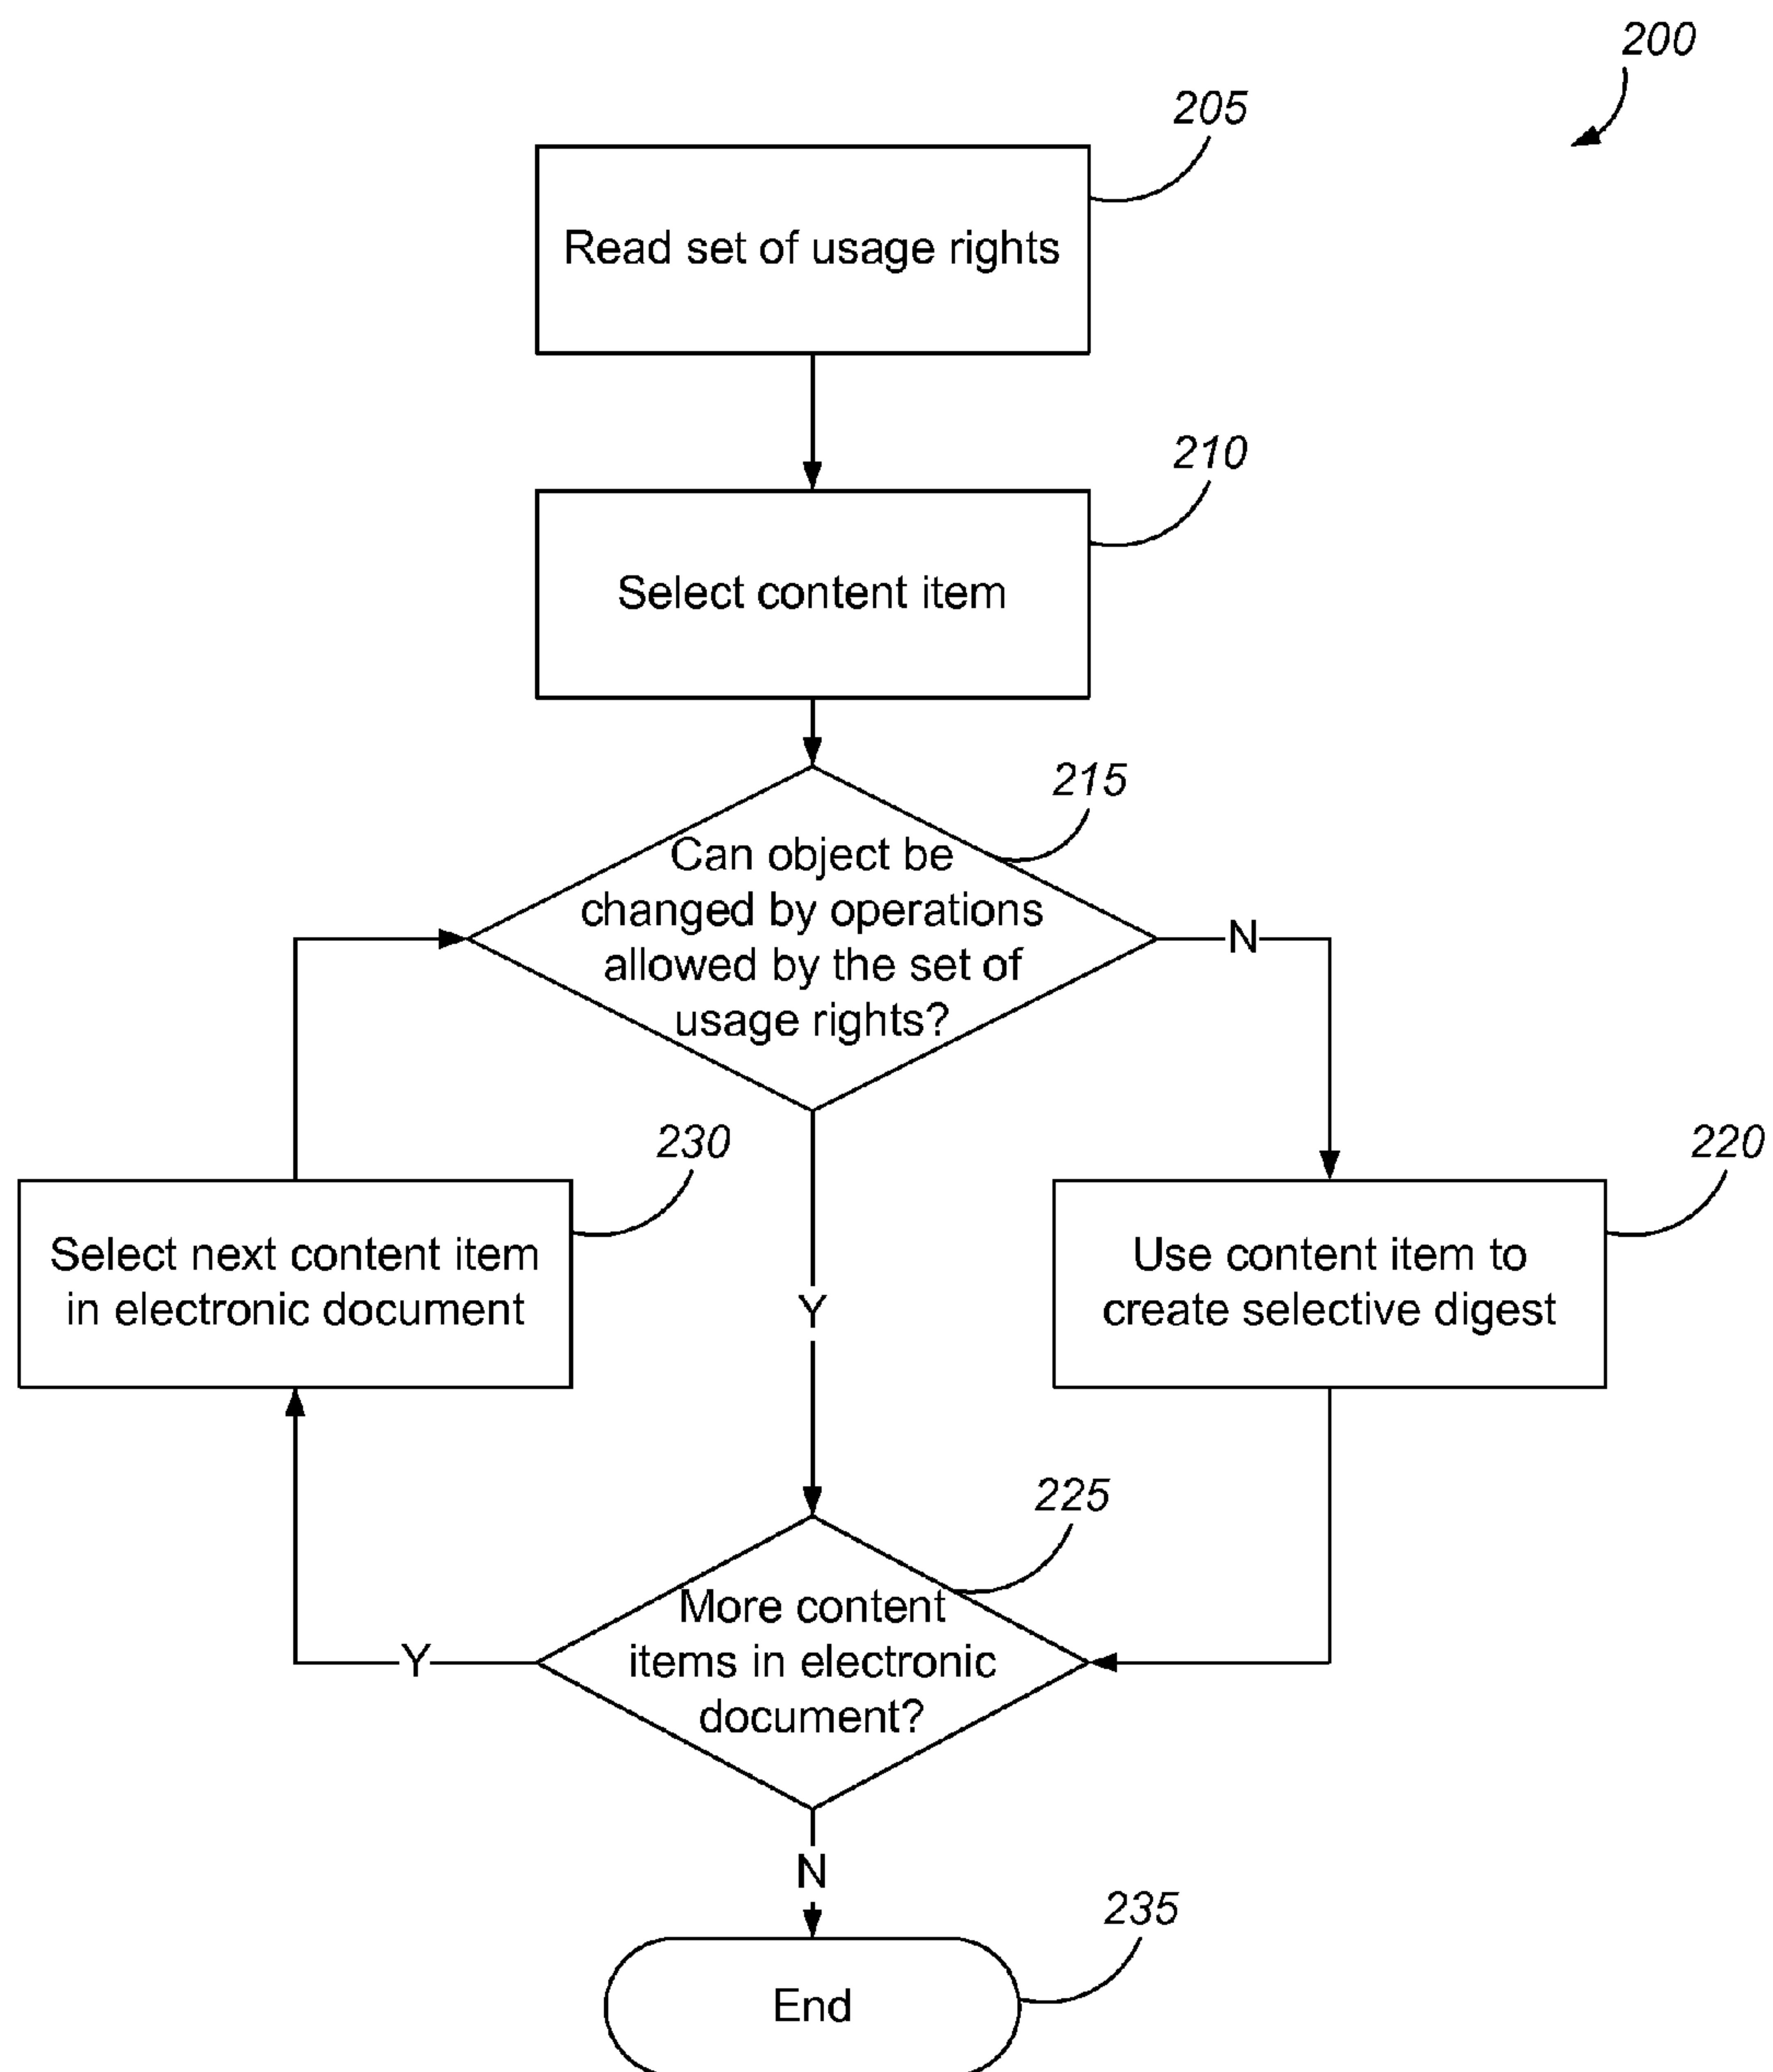 200
205
Read set of usage rights
210
Select content item
215
Can object be
changed by operations
allowed by the set of
usage rights?
N
230
Select next content item
in electronic document
Y
220
Use content item to
create selective digest
225
More content
items in electronic
document?
Y
N
235
End